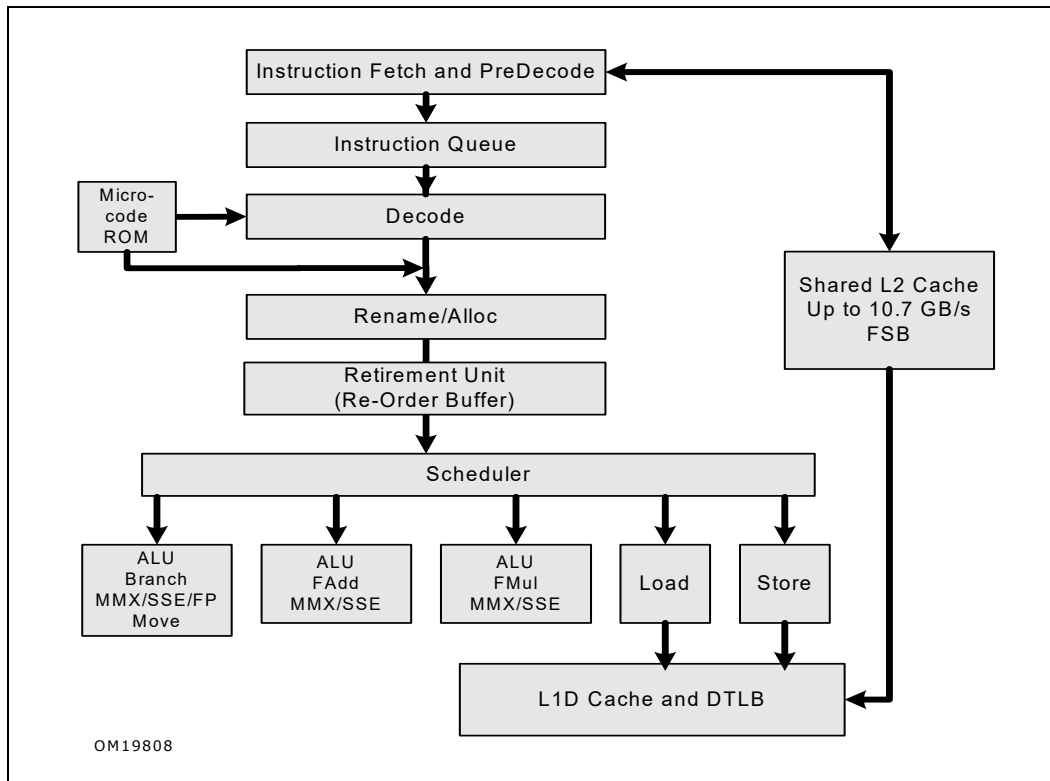 Instruction Fetch and PreDecode
Instruction Queue
Micro-
code
ROM
Decode
Shared L2 Cache
Up to 10.7 GB/s
FSB
Rename/Alloc
Retirement Unit
(Re-Order Buffer)
Scheduler
ALU
Branch
MMX/SSE/FP
Move
ALU
FAdd
MMX/SSE
ALU
FMul
MMX/SSE
Load
Store
L1D Cache and DTLB
OM19808